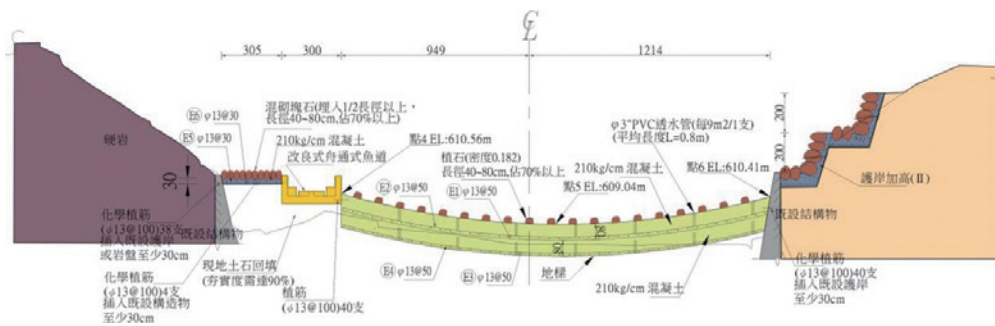 ℄
305
300
949
1214
混砌塊石(埋入1/2長徑以上，
長徑40~80cm,佔70%以上)
E6 φ13@30
E5 φ13@30
210kg/cm 混凝土
改良式舟通式魚道
硬岩
30
點4 EL:610.56m
植石(密度0.182)
長徑40~80cm,佔70%以上
點5 EL:609.04m
φ3"PVC透水管(每9m2/1支)
(平均長度L=0.8m)
210kg/cm 混凝土
點6 EL:610.41m
200
200
護岸加高(II)
E2 φ13@50
E1 φ13@50
既設結構物
既設結構物
化學植筋
(φ13@100)38支
插入既設護岸
或岩盤至少30cm
化學植筋
(φ13@100)4支
插入既設構造物
至少30cm
現地土石回填
(夯實度需達90%)
植筋
(φ13@100)40支
E4 φ13@50
E3 φ13@50
地樑
210kg/cm 混凝土
化學植筋
(φ13@100)40支
插入既設護岸
至少30cm